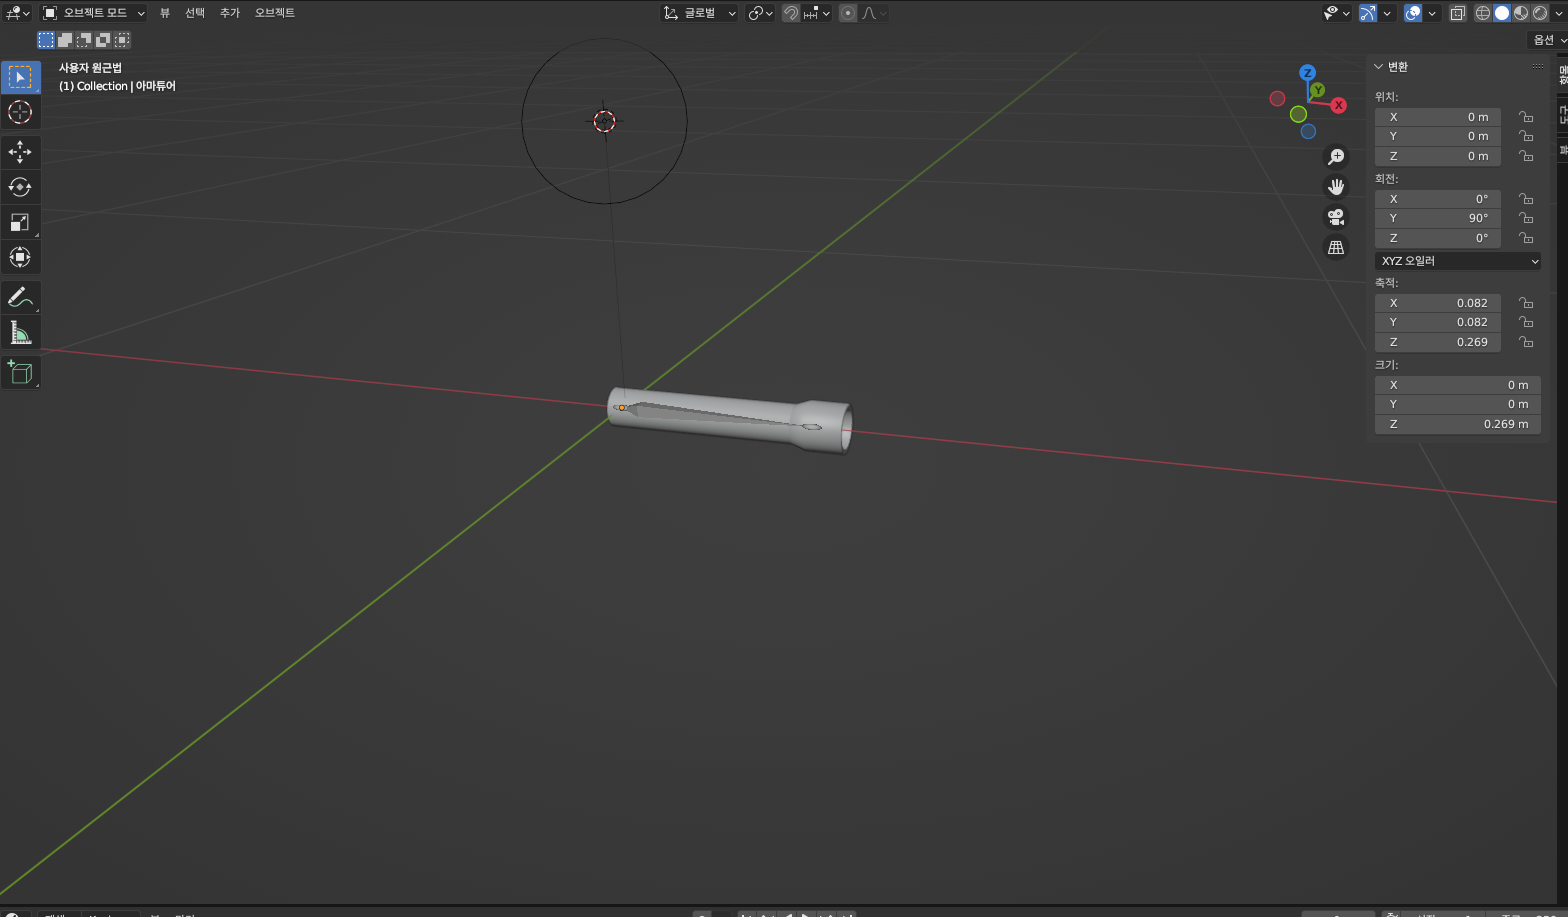 오브젝트 모드 뷰 선택 추가 오브젝트 글로벌
옵션
사용자 원근법
(1) Collection | 아마튜어
Z
Y
X
변환
위치:
X 0 m
Y 0 m
Z 0 m
회전:
X 0°
Y 90°
Z 0°
XYZ 오일러
축적:
X 0.082
Y 0.082
Z 0.269
크기:
X 0 m
Y 0 m
Z 0.269 m